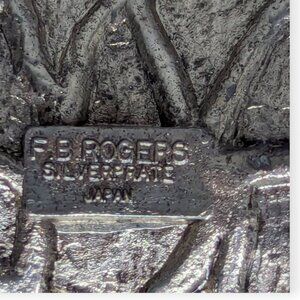 F.B. ROGERS
SILVERPLATE
JAPAN